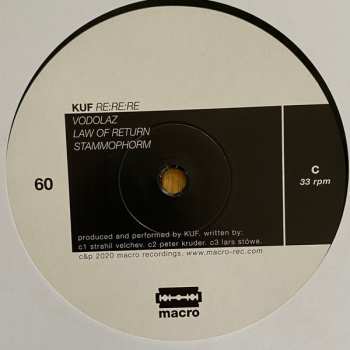 KUF RE:RE:RE
VODOLAZ
LAW OF RETURN
STAMMOPHORM
60
C
33 rpm
produced and performed by KUF. written by:
c1 strahil velchev. c2 peter kruder. c3 lars stöwe.
c&p 2020 macro recordings. www.macro-rec.com
macro